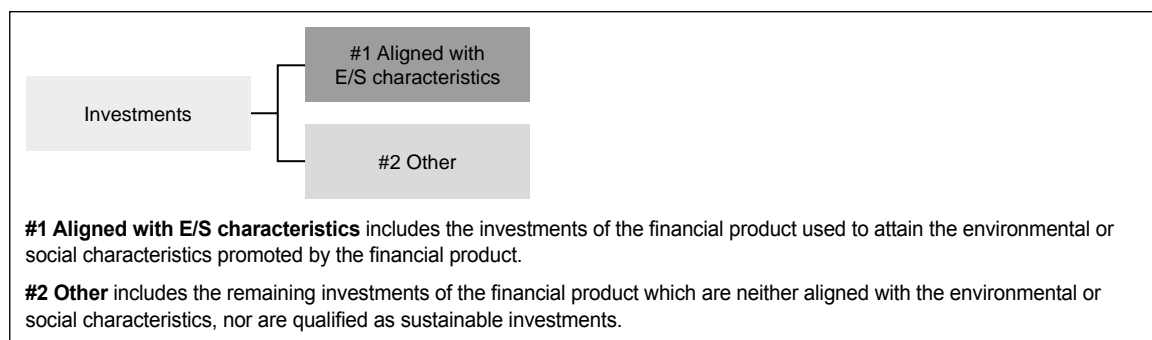 #1 Aligned with
E/S characteristics
Investments
#2 Other
#1 Aligned with E/S characteristics includes the investments of the financial product used to attain the environmental or
social characteristics promoted by the financial product.
#2 Other includes the remaining investments of the financial product which are neither aligned with the environmental or
social characteristics, nor are qualified as sustainable investments.